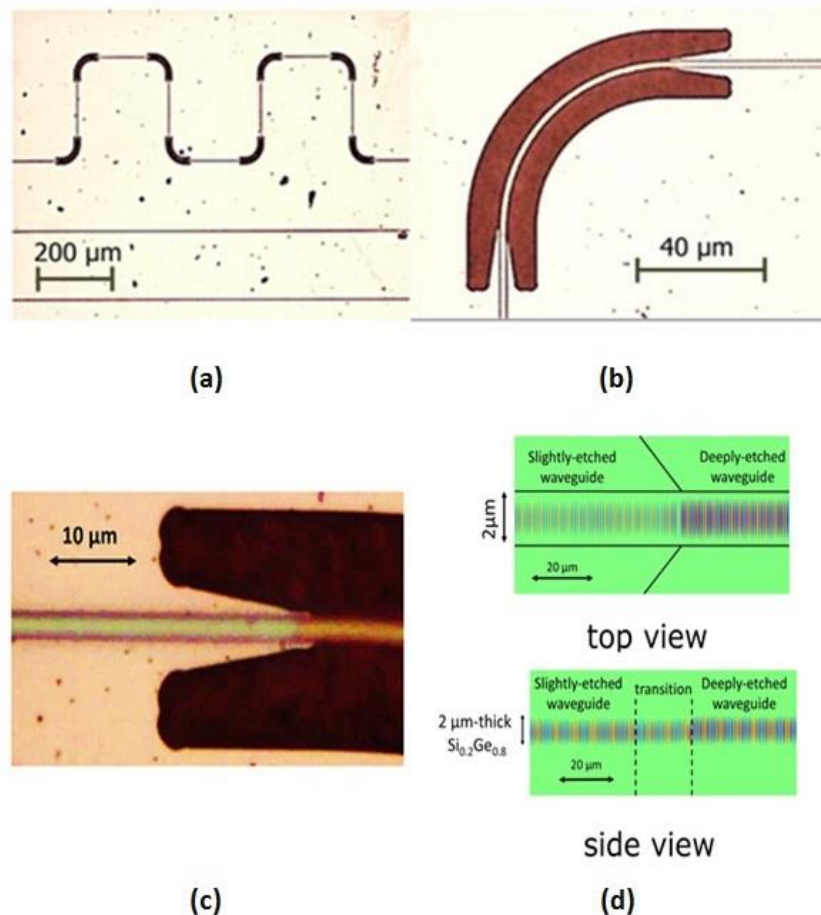 200 µm
40 µm
(a)
(b)
10 µm
Slightly-etched
waveguide
Deeply-etched
waveguide
2µm
20 µm
top view
Slightly-etched
waveguide
transition
Deeply-etched
waveguide
2 µm-thick
Si0.2Ge0.8
20 µm
side view
(c)
(d)